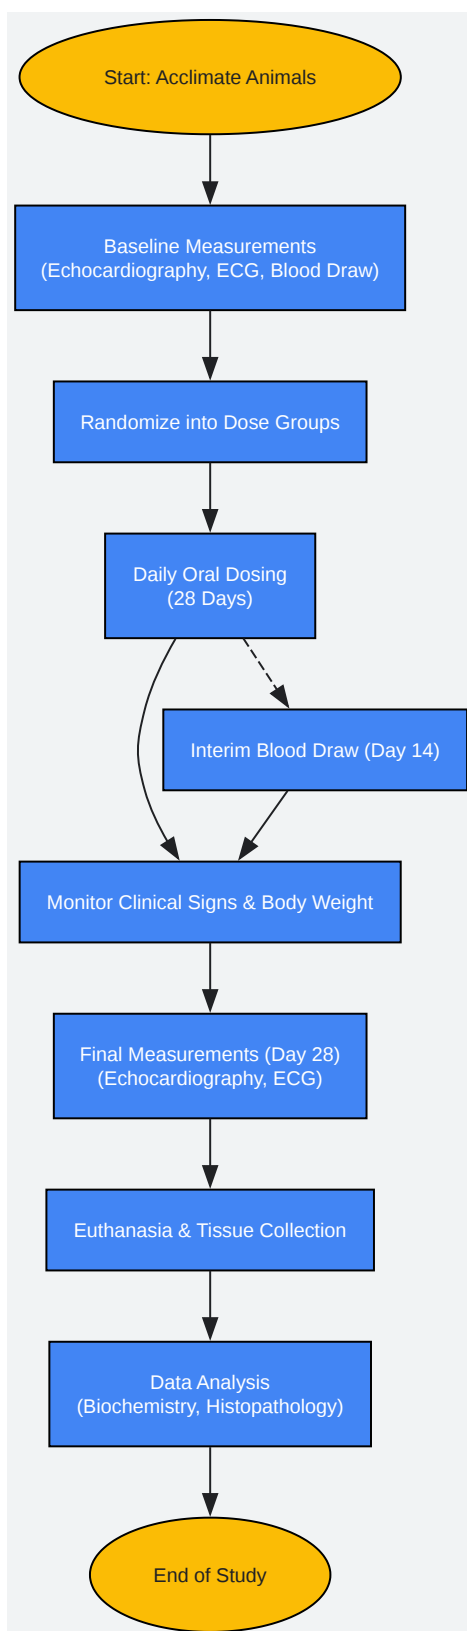 Start: Acclimate Animals
Baseline Measurements
(Echocardiography, ECG, Blood Draw)
Randomize into Dose Groups
Daily Oral Dosing
(28 Days)
Interim Blood Draw (Day 14)
Monitor Clinical Signs & Body Weight
Final Measurements (Day 28)
(Echocardiography, ECG)
Euthanasia & Tissue Collection
Data Analysis
(Biochemistry, Histopathology)
End of Study